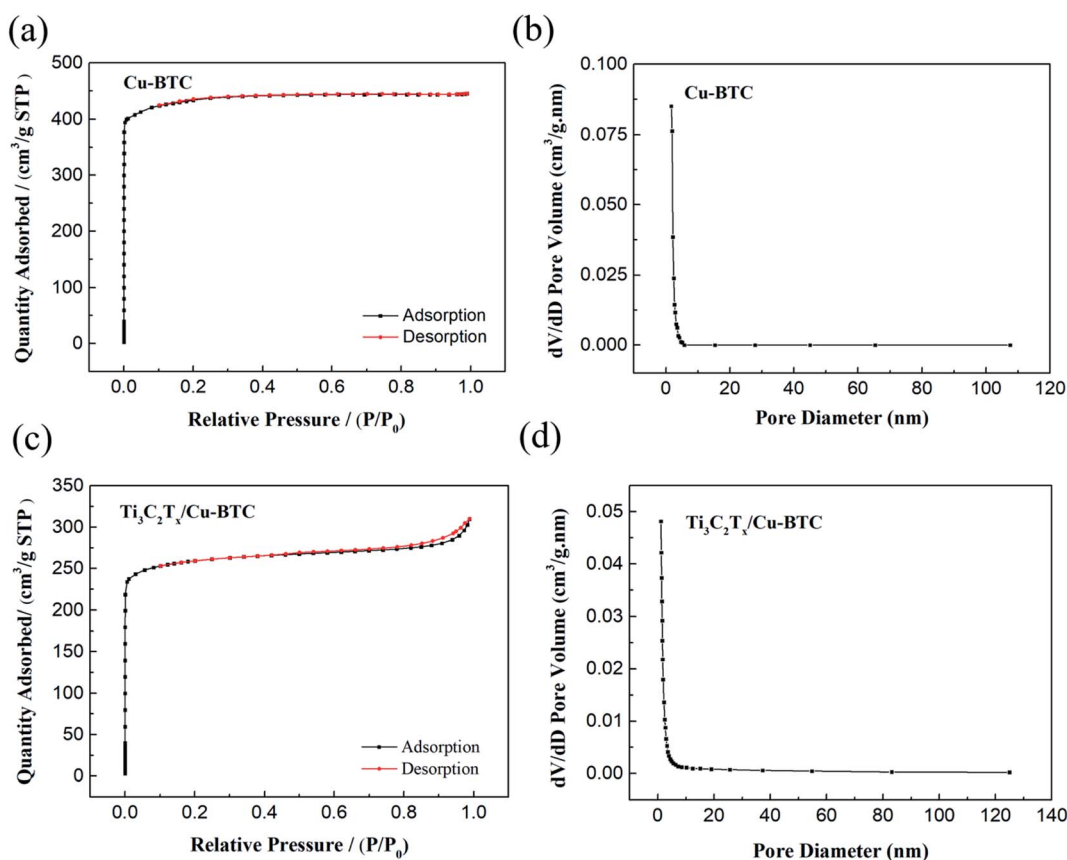 (a)
Cu-BTC
Quantity Adsorbed / (cm³/g STP)
500
400
300
200
100
0
Adsorption
Desorption
0.0 0.2 0.4 0.6 0.8 1.0
Relative Pressure / (P/P₀)
(b)
Cu-BTC
dV/dD Pore Volume (cm³/g.nm)
0.100
0.075
0.050
0.025
0.000
0 20 40 60 80 100 120
Pore Diameter (nm)
(c)
Ti₃C₂Tₓ/Cu-BTC
Quantity Adsorbed/ (cm³/g STP)
350
300
250
200
150
100
50
0
Adsorption
Desorption
0.0 0.2 0.4 0.6 0.8 1.0
Relative Pressure / (P/P₀)
(d)
Ti₃C₂Tₓ/Cu-BTC
dV/dD Pore Volume (cm³/g.nm)
0.05
0.04
0.03
0.02
0.01
0.00
0 20 40 60 80 100 120 140
Pore Diameter (nm)